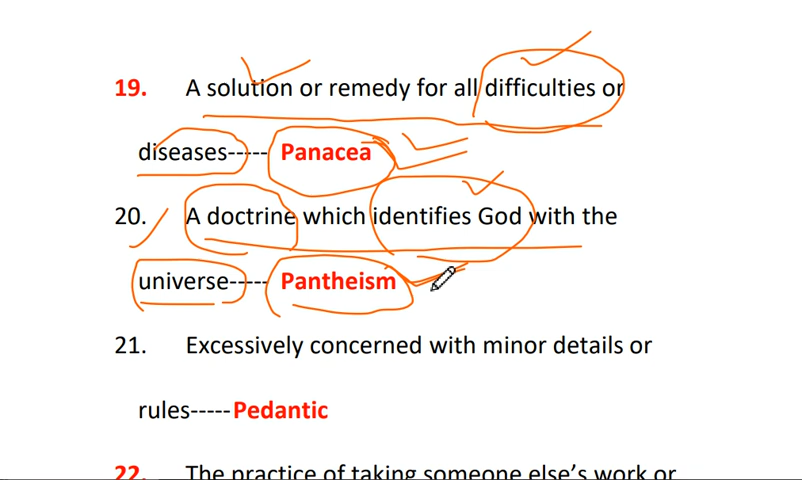 19. A solution or remedy for all difficulties or
diseases----- Panacea
20. A doctrine which identifies God with the
universe----- Pantheism
21. Excessively concerned with minor details or
rules-----Pedantic
22. The practice of taking someone else's work or